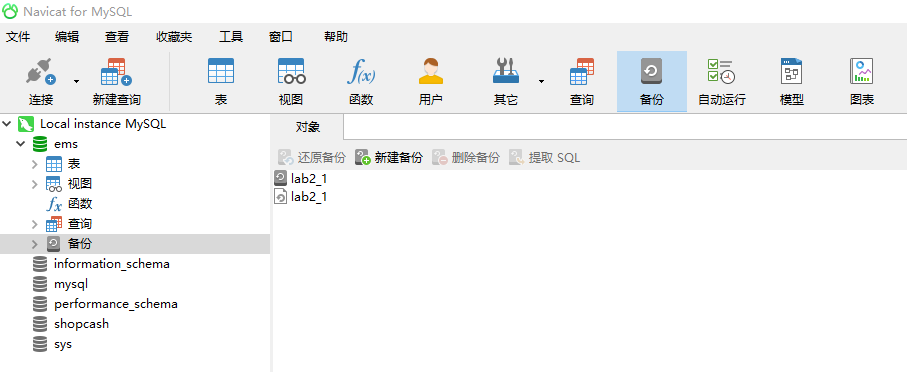 Navicat for MySQL
文件 编辑 查看 收藏夹 工具 窗口 帮助
f(x)
连接 新建查询 表 视图 函数 用户 其它 查询 备份 自动运行 模型 图表
Local instance MySQL
对象
ems
表
还原备份 新建备份 删除备份 提取 SQL
视图
lab2_1
fx 函数
lab2_1
查询
备份
information_schema
mysql
performance_schema
shopcash
sys